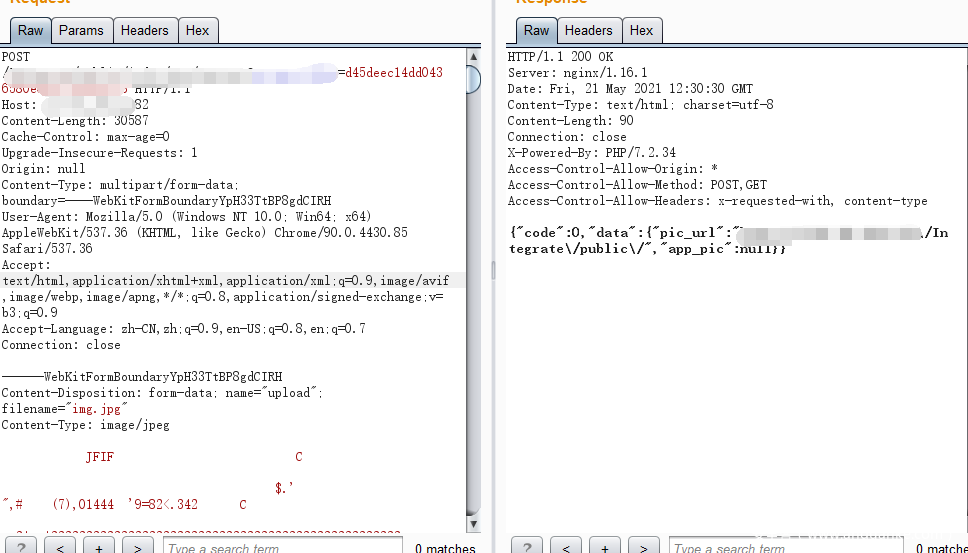 Request
Response
Raw Params Headers Hex
Raw Headers Hex
POST
=d45deec14dd043
HTTP/1.1
Host: 82
Content-Length: 30587
Cache-Control: max-age=0
Upgrade-Insecure-Requests: 1
Origin: null
Content-Type: multipart/form-data;
boundary=----WebKitFormBoundaryYpH33TtBP8gdCIRH
User-Agent: Mozilla/5.0 (Windows NT 10.0; Win64; x64)
AppleWebKit/537.36 (KHTML, like Gecko) Chrome/90.0.4430.85
Safari/537.36
Accept:
text/html,application/xhtml+xml,application/xml;q=0.9,image/avif
,image/webp,image/apng,*/*;q=0.8,application/signed-exchange;v=
b3;q=0.9
Accept-Language: zh-CN,zh;q=0.9,en-US;q=0.8,en;q=0.7
Connection: close
------WebKitFormBoundaryYpH33TtBP8gdCIRH
Content-Disposition: form-data; name="upload";
filename="img.jpg"
Content-Type: image/jpeg
JFIF C
$.'
",# (7),01444 '9=82<.342 C
? < + > Type a search term 0 matches
HTTP/1.1 200 OK
Server: nginx/1.16.1
Date: Fri, 21 May 2021 12:30:30 GMT
Content-Type: text/html; charset=utf-8
Content-Length: 90
Connection: close
X-Powered-By: PHP/7.2.34
Access-Control-Allow-Origin: *
Access-Control-Allow-Method: POST,GET
Access-Control-Allow-Headers: x-requested-with, content-type
{"code":0,"data":{"pic_url":" \/In
tegrate\/public\/","app_pic":null}}
? < + > Type a search term 0 matche